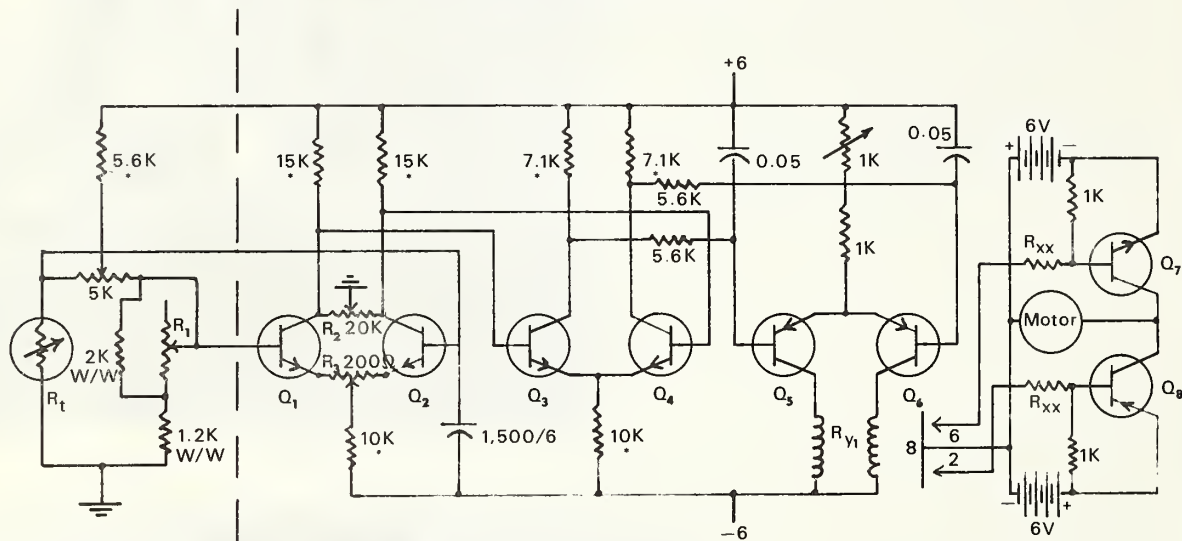 +6
5.6K
*
15K
*
15K
*
7.1K
*
7.1K
*
0.05
1K
0.05
5.6K
5.6K
1K
+ 6V -
1K
Rxx
Q7
5K
R1
2K
W/W
Rt
1.2K
W/W
R2 20K
R3 200Ω
Q1
Q2
Q3
Q4
Q5
Q6
Motor
Rxx
Q8
10K
*
1,500/6
10K
*
Ry1
8
6
2
1K
-6
- +
6V